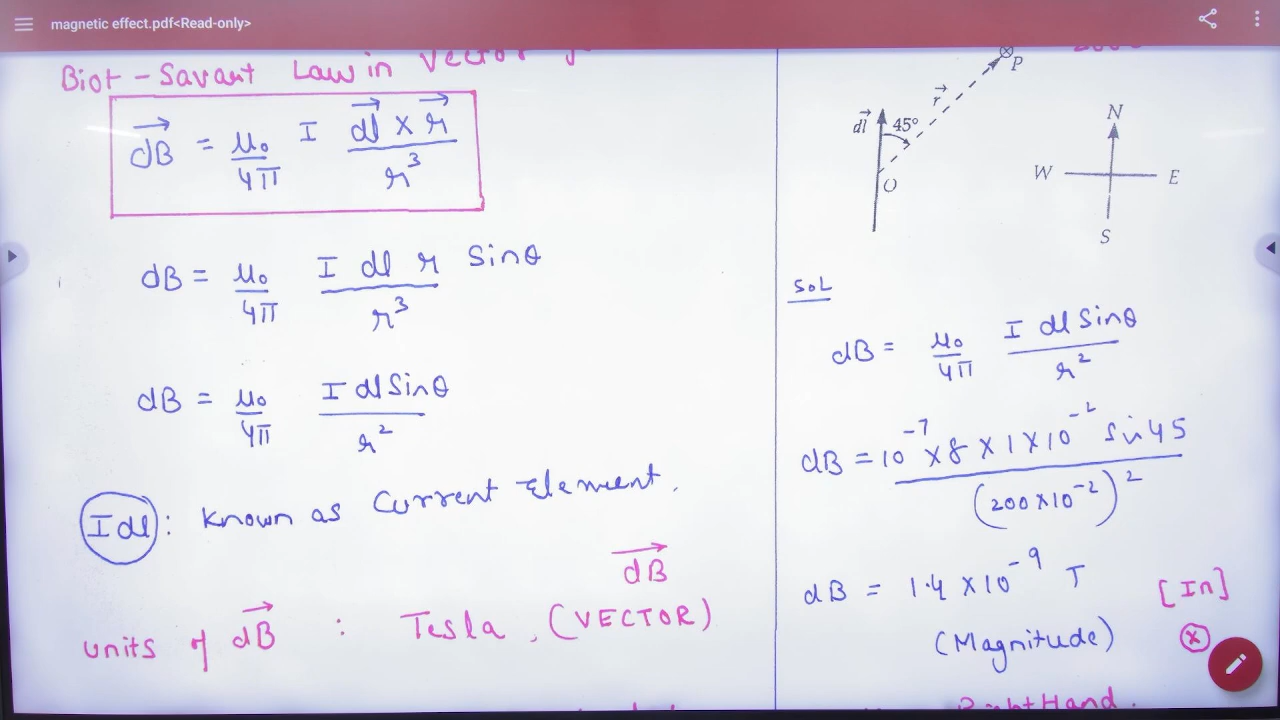 magnetic effect.pdf<Read-only>
Biot - Savart Law in Vector
→dB = μ₀/4π I →dl × →r / r³
dB = μ₀/4π I dl r Sinθ / r³
dB = μ₀/4π I dl Sinθ / r²
Idl : Known as Current Element.
→dB
units of →dB : Tesla, (VECTOR)
P
→r
→dl 45°
O
N
W E
S
Sol
dB = μ₀/4π I dl Sinθ / r²
dB = 10⁻⁷ × 8 × 1 × 10⁻² Sin 45 / (200 × 10⁻²)²
dB = 1.4 × 10⁻⁹ T [In]
(Magnitude) ⊗
Right Hand.